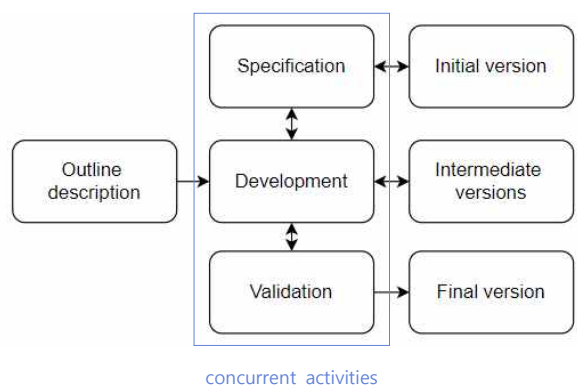 Specification
Initial version
Outline
description
Development
Intermediate
versions
Validation
Final version
concurrent activities